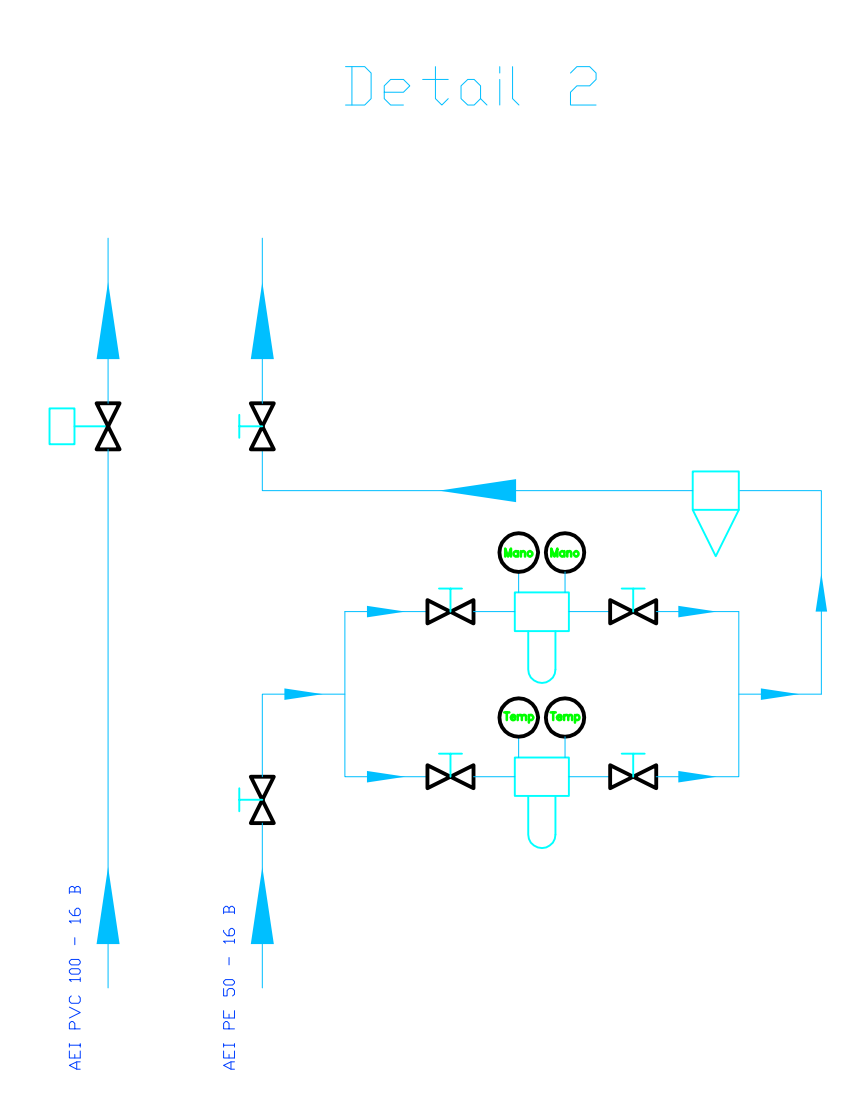 Detail 2
Mano Mano
Temp Temp
AEI PVC 100 - 16 B
AEI PE 50 - 16 B